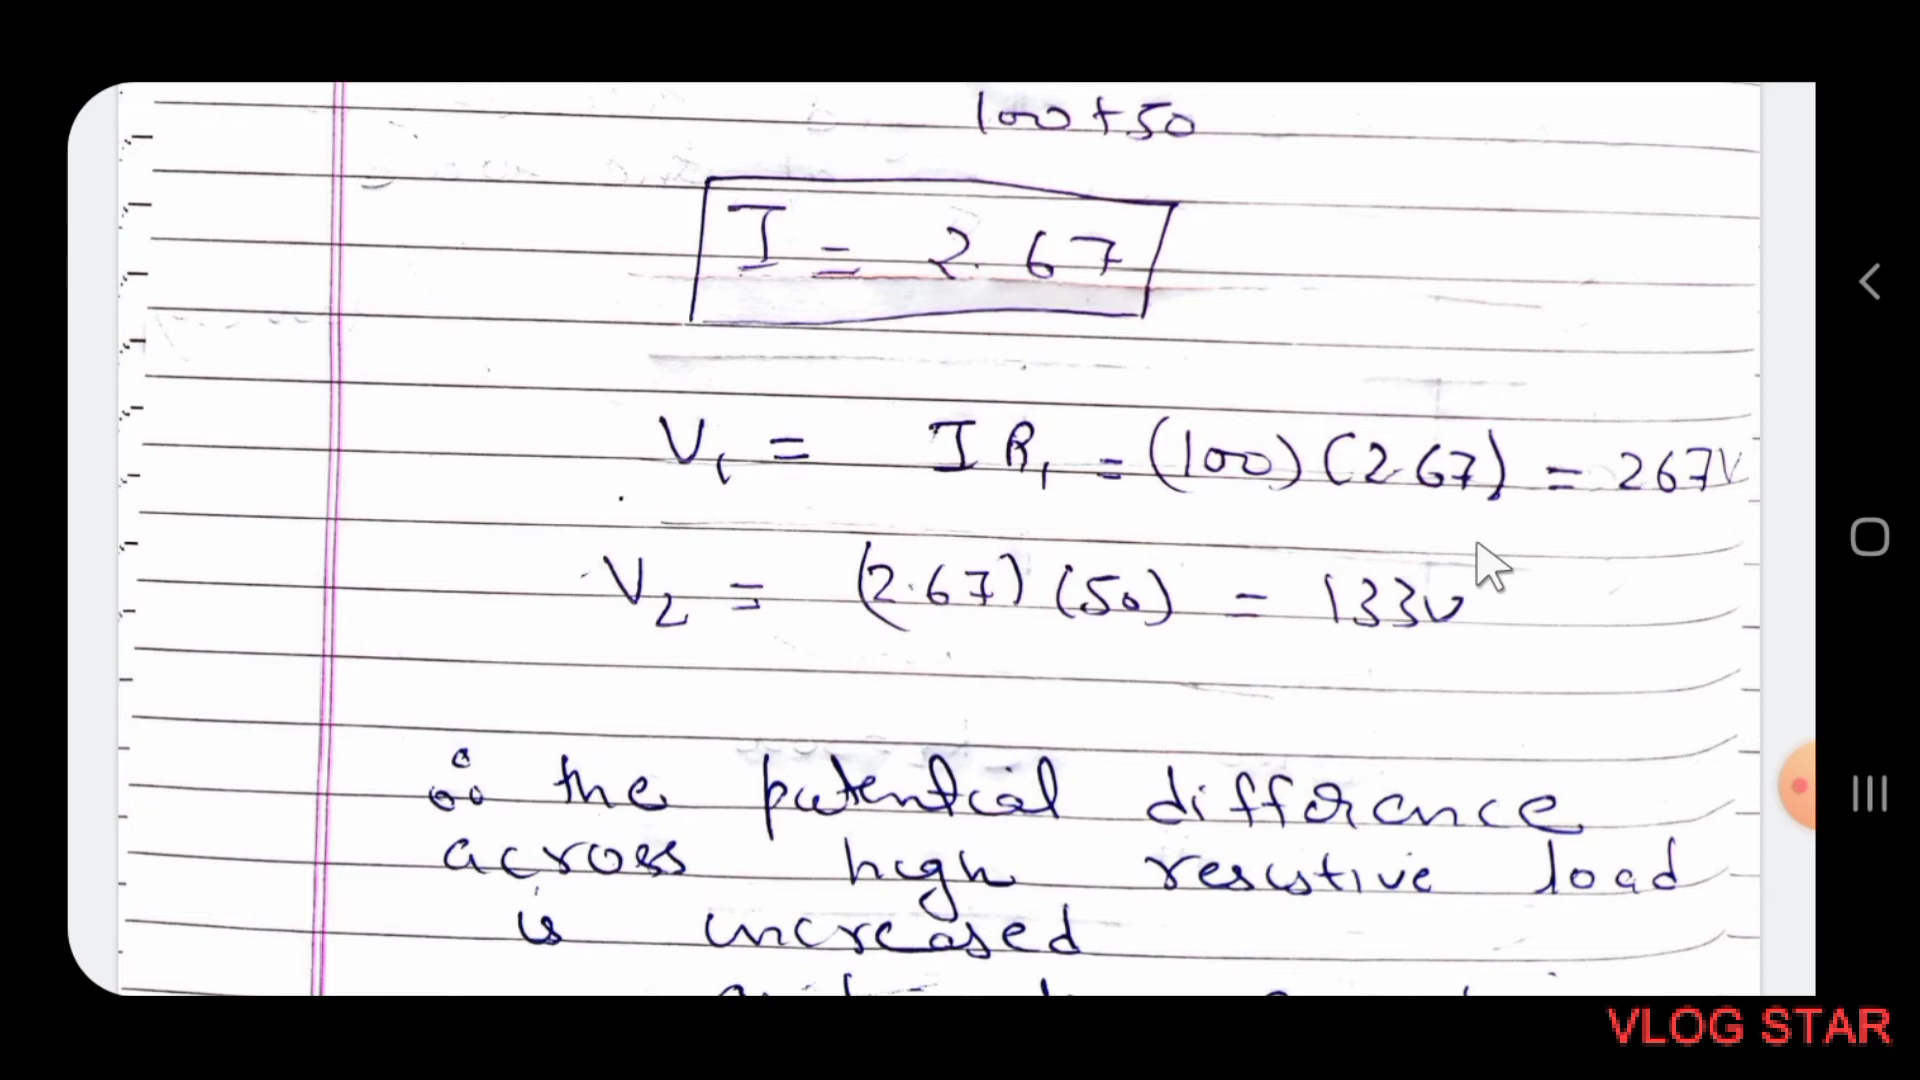 100 + 50
I = 2.67
V1 = I R1 = (100) (2.67) = 267V
V2 = (2.67) (50) = 133V
∴ the potential difference
across high resistive load
is increased
VLOG STAR